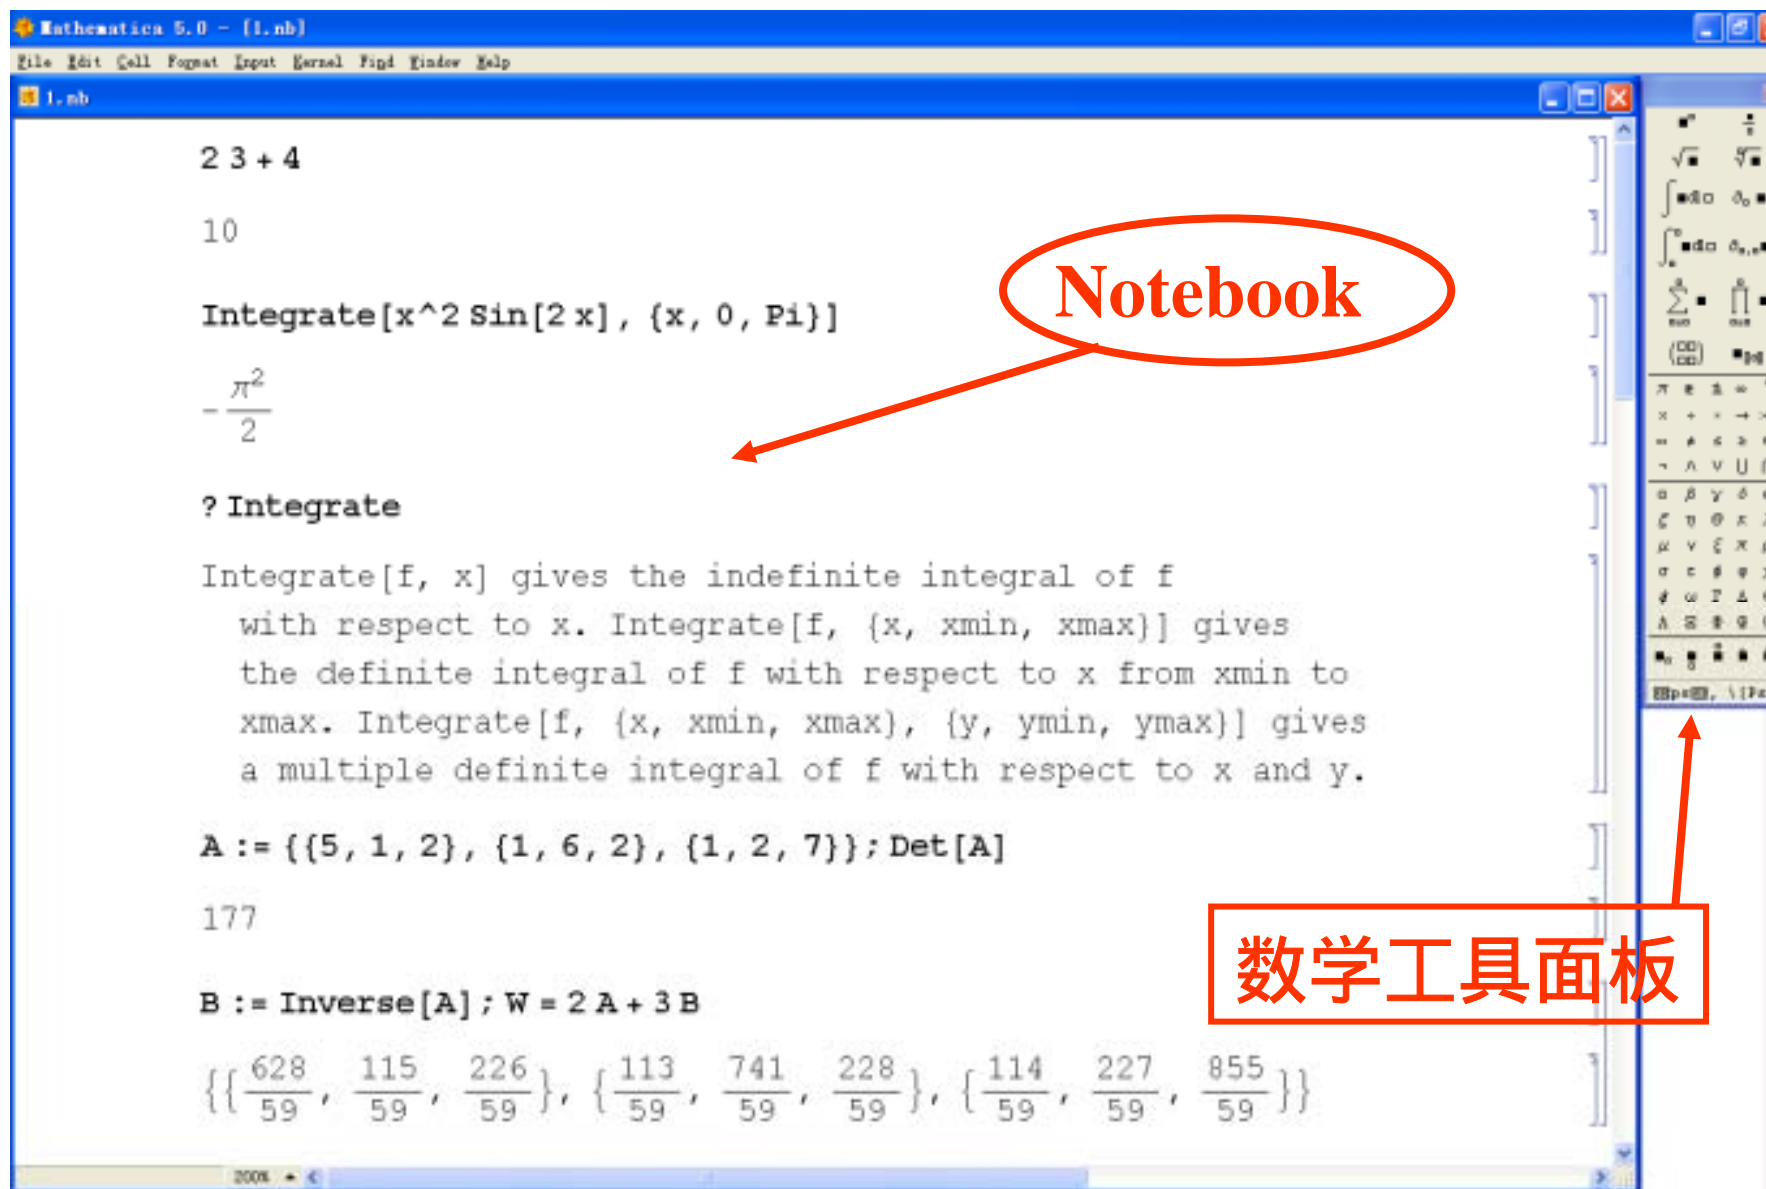 Mathematica 5.0 - [1.nb]
File Edit Cell Format Input Kernel Find Window Help
1.nb
2 3 + 4
10
Notebook
Integrate[x^2 Sin[2 x], {x, 0, Pi}]
- π² / 2
? Integrate
Integrate[f, x] gives the indefinite integral of f
with respect to x. Integrate[f, {x, xmin, xmax}] gives
the definite integral of f with respect to x from xmin to
xmax. Integrate[f, {x, xmin, xmax}, {y, ymin, ymax}] gives
a multiple definite integral of f with respect to x and y.
A := {{5, 1, 2}, {1, 6, 2}, {1, 2, 7}}; Det[A]
177
数学工具面板
B := Inverse[A]; W = 2 A + 3 B
{{628/59, 115/59, 226/59}, {113/59, 741/59, 228/59}, {114/59, 227/59, 855/59}}
200%